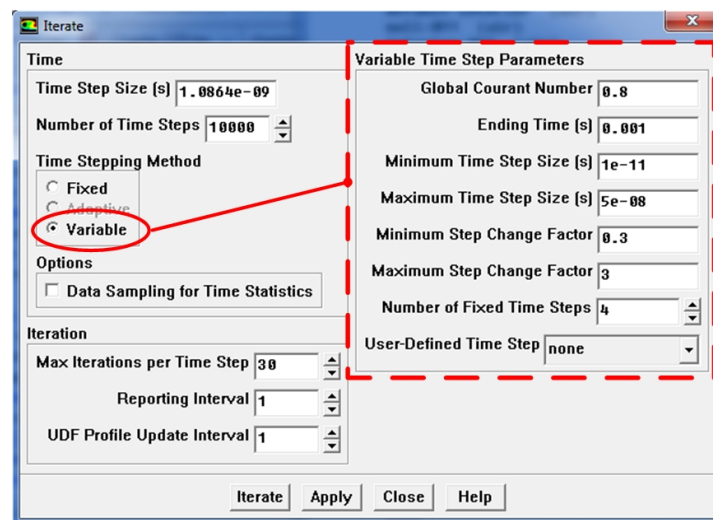 Iterate
Time
Time Step Size (s) 1.0864e-09
Number of Time Steps 10000
Time Stepping Method
Fixed
Adaptive
Variable
Options
Data Sampling for Time Statistics
Iteration
Max Iterations per Time Step 30
Reporting Interval 1
UDF Profile Update Interval 1
Variable Time Step Parameters
Global Courant Number 0.8
Ending Time (s) 0.001
Minimum Time Step Size (s) 1e-11
Maximum Time Step Size (s) 5e-08
Minimum Step Change Factor 0.3
Maximum Step Change Factor 3
Number of Fixed Time Steps 4
User-Defined Time Step none
Iterate Apply Close Help